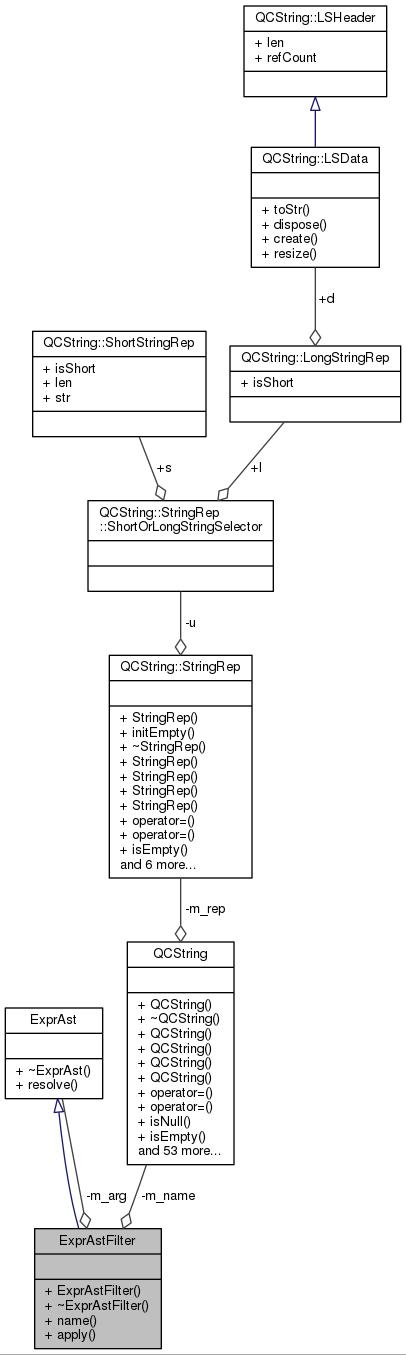 QCString::LSHeader
+ len
+ refCount
QCString::LSData
+ toStr()
+ dispose()
+ create()
+ resize()
+d
QCString::ShortStringRep
+ isShort
+ len
+ str
QCString::LongStringRep
+ isShort
+s
+l
QCString::StringRep
::ShortOrLongStringSelector
-u
QCString::StringRep
+ StringRep()
+ initEmpty()
+ ~StringRep()
+ StringRep()
+ StringRep()
+ StringRep()
+ StringRep()
+ operator=()
+ operator=()
+ isEmpty()
and 6 more...
-m_rep
QCString
+ QCString()
+ ~QCString()
+ QCString()
+ QCString()
+ QCString()
+ QCString()
+ operator=()
+ operator=()
+ isNull()
+ isEmpty()
and 53 more...
ExprAst
+ ~ExprAst()
+ resolve()
-m_arg
-m_name
ExprAstFilter
+ ExprAstFilter()
+ ~ExprAstFilter()
+ name()
+ apply()